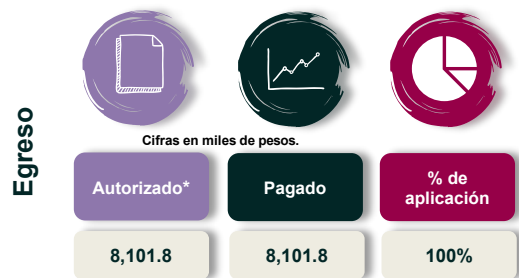 Egreso
Cifras en miles de pesos.
Autorizado*
Pagado
% de
aplicación
8,101.8
8,101.8
100%